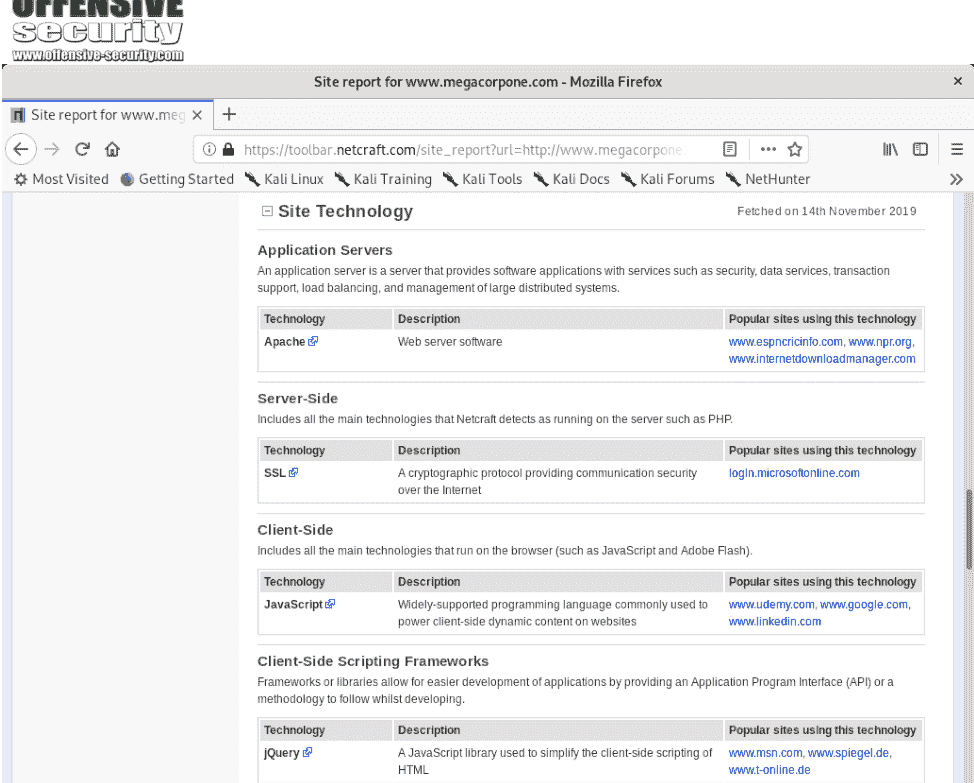 OFFENSIVE
security
www.offensive-security.com
Site report for www.megacorpone.com - Mozilla Firefox
Site report for www.meg
https://toolbar.netcraft.com/site_report?url=http://www.megacorpone
Most Visited Getting Started Kali Linux Kali Training Kali Tools Kali Docs Kali Forums NetHunter
Site Technology Fetched on 14th November 2019
Application Servers
An application server is a server that provides software applications with services such as security, data services, transaction
support, load balancing, and management of large distributed systems.
Technology Description Popular sites using this technology
Apache Web server software www.espncricinfo.com, www.npr.org,
www.internetdownloadmanager.com
Server-Side
Includes all the main technologies that Netcraft detects as running on the server such as PHP.
Technology Description Popular sites using this technology
SSL A cryptographic protocol providing communication security login.microsoftonline.com
over the Internet
Client-Side
Includes all the main technologies that run on the browser (such as JavaScript and Adobe Flash).
Technology Description Popular sites using this technology
JavaScript Widely-supported programming language commonly used to www.udemy.com, www.google.com,
power client-side dynamic content on websites www.linkedin.com
Client-Side Scripting Frameworks
Frameworks or libraries allow for easier development of applications by providing an Application Program Interface (API) or a
methodology to follow whilst developing.
Technology Description Popular sites using this technology
jQuery A JavaScript library used to simplify the client-side scripting of www.msn.com, www.spiegel.de,
HTML www.t-online.de